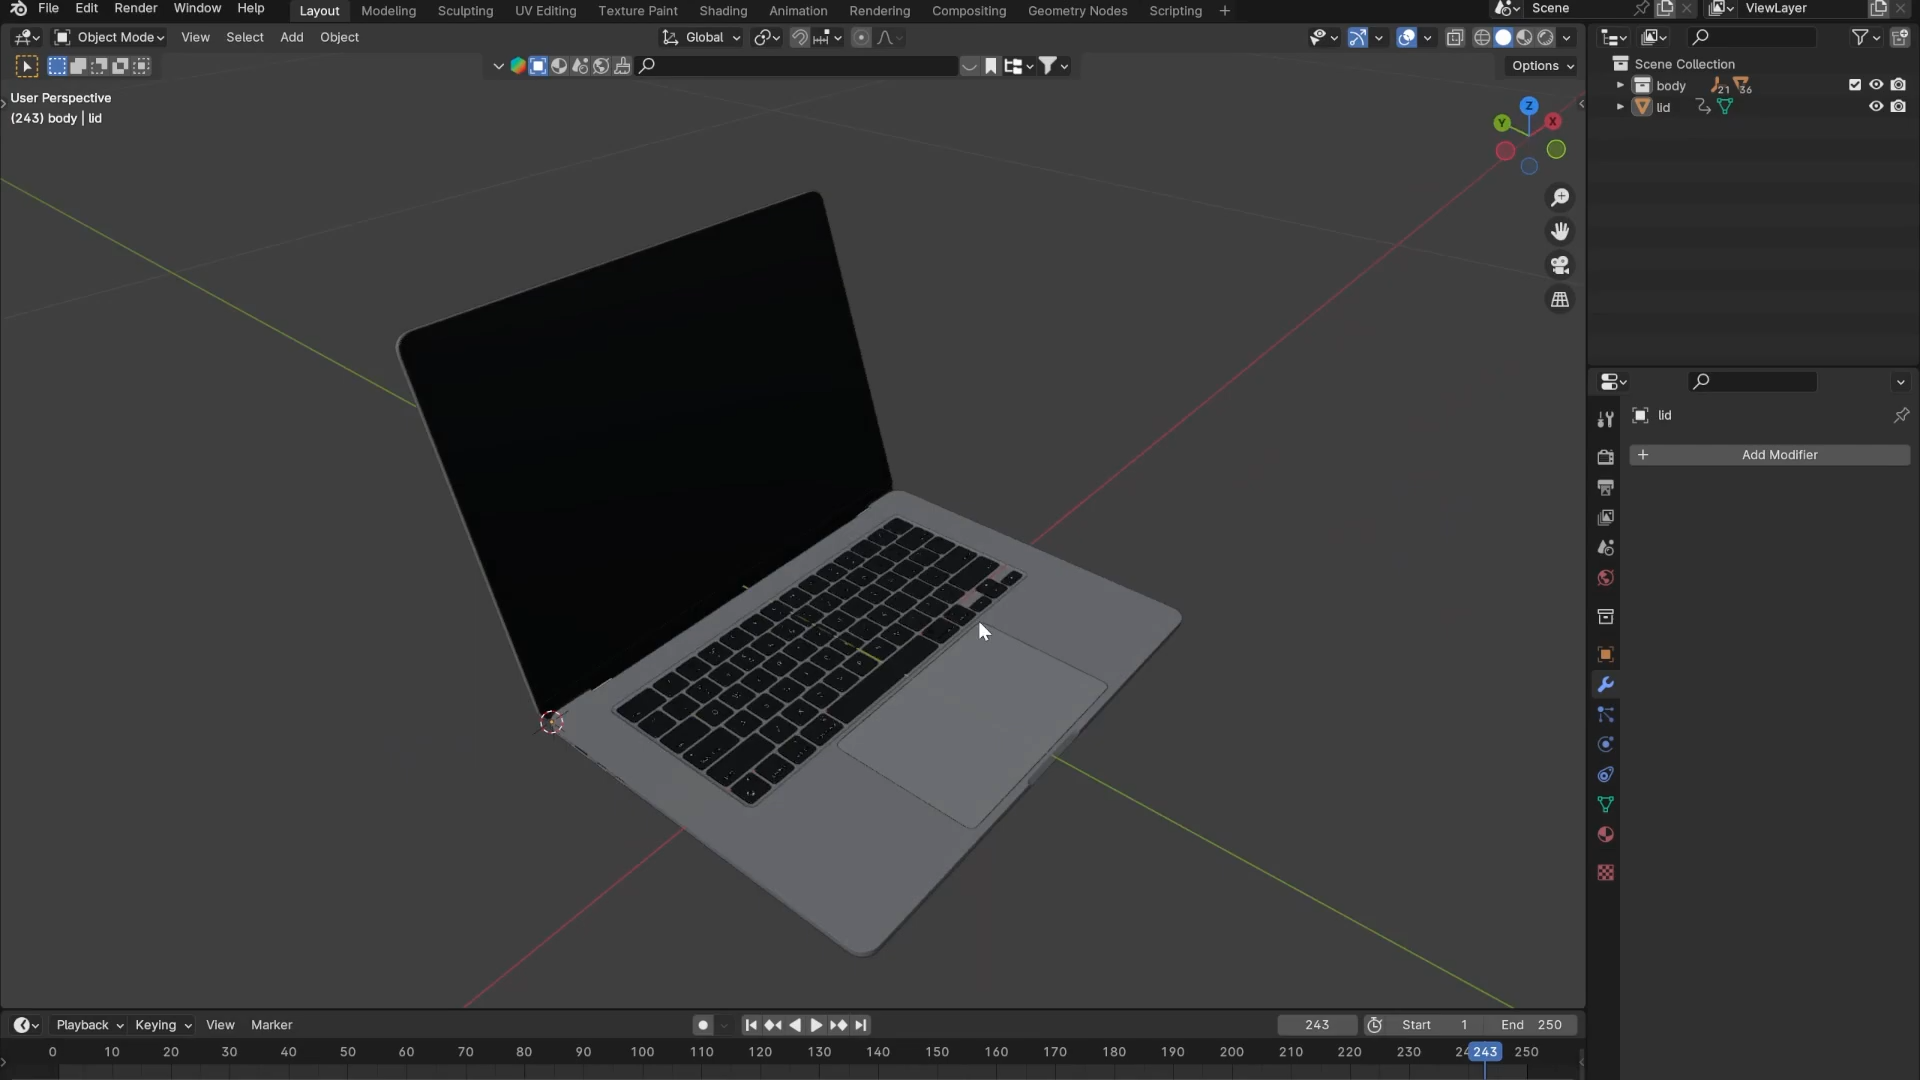 File Edit Render Window Help Layout Modeling Sculpting UV Editing Texture Paint Shading Animation Rendering Compositing Geometry Nodes Scripting + Scene ViewLayer
Object Mode View Select Add Object Global
Options
User Perspective
(243) body | lid
Z
Y
X
Scene Collection
body 21 36
lid
lid
+ Add Modifier
Playback Keying View Marker 243 Start 1 End 250
0 10 20 30 40 50 60 70 80 90 100 110 120 130 140 150 160 170 180 190 200 210 220 230 243 250